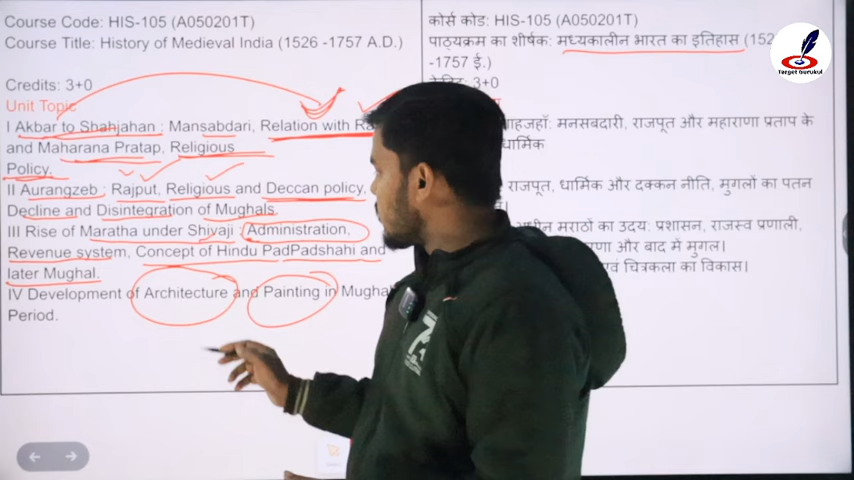 Course Code: HIS-105 (A050201T)
Course Title: History of Medieval India (1526 -1757 A.D.)
Credits: 3+0
Unit Topic
I Akbar to Shahjahan : Mansabdari, Relation with
and Maharana Pratap, Religious
Policy.
II Aurangzeb : Rajput, Religious and Deccan policy,
Decline and Disintegration of Mughals.
III Rise of Maratha under Shivaji : Administration,
Revenue system, Concept of Hindu PadPadshahi and
later Mughal.
IV Development of Architecture and Painting in Mughal
Period.
कोर्स कोड: HIS-105 (A050201T)
पाठ्यक्रम का शीर्षक: मध्यकालीन भारत का इतिहास
-1757 ई.)
3+0
मनसबदारी, राजपूत और महाराणा प्रताप के
धार्मिक
राजपूत, धार्मिक और दक्कन नीति, मुगलों का पतन
मराठों का उदय: प्रशासन, राजस्व प्रणाली,
और बाद में मुगल।
एवं चित्रकला का विकास।
Target Gurukul